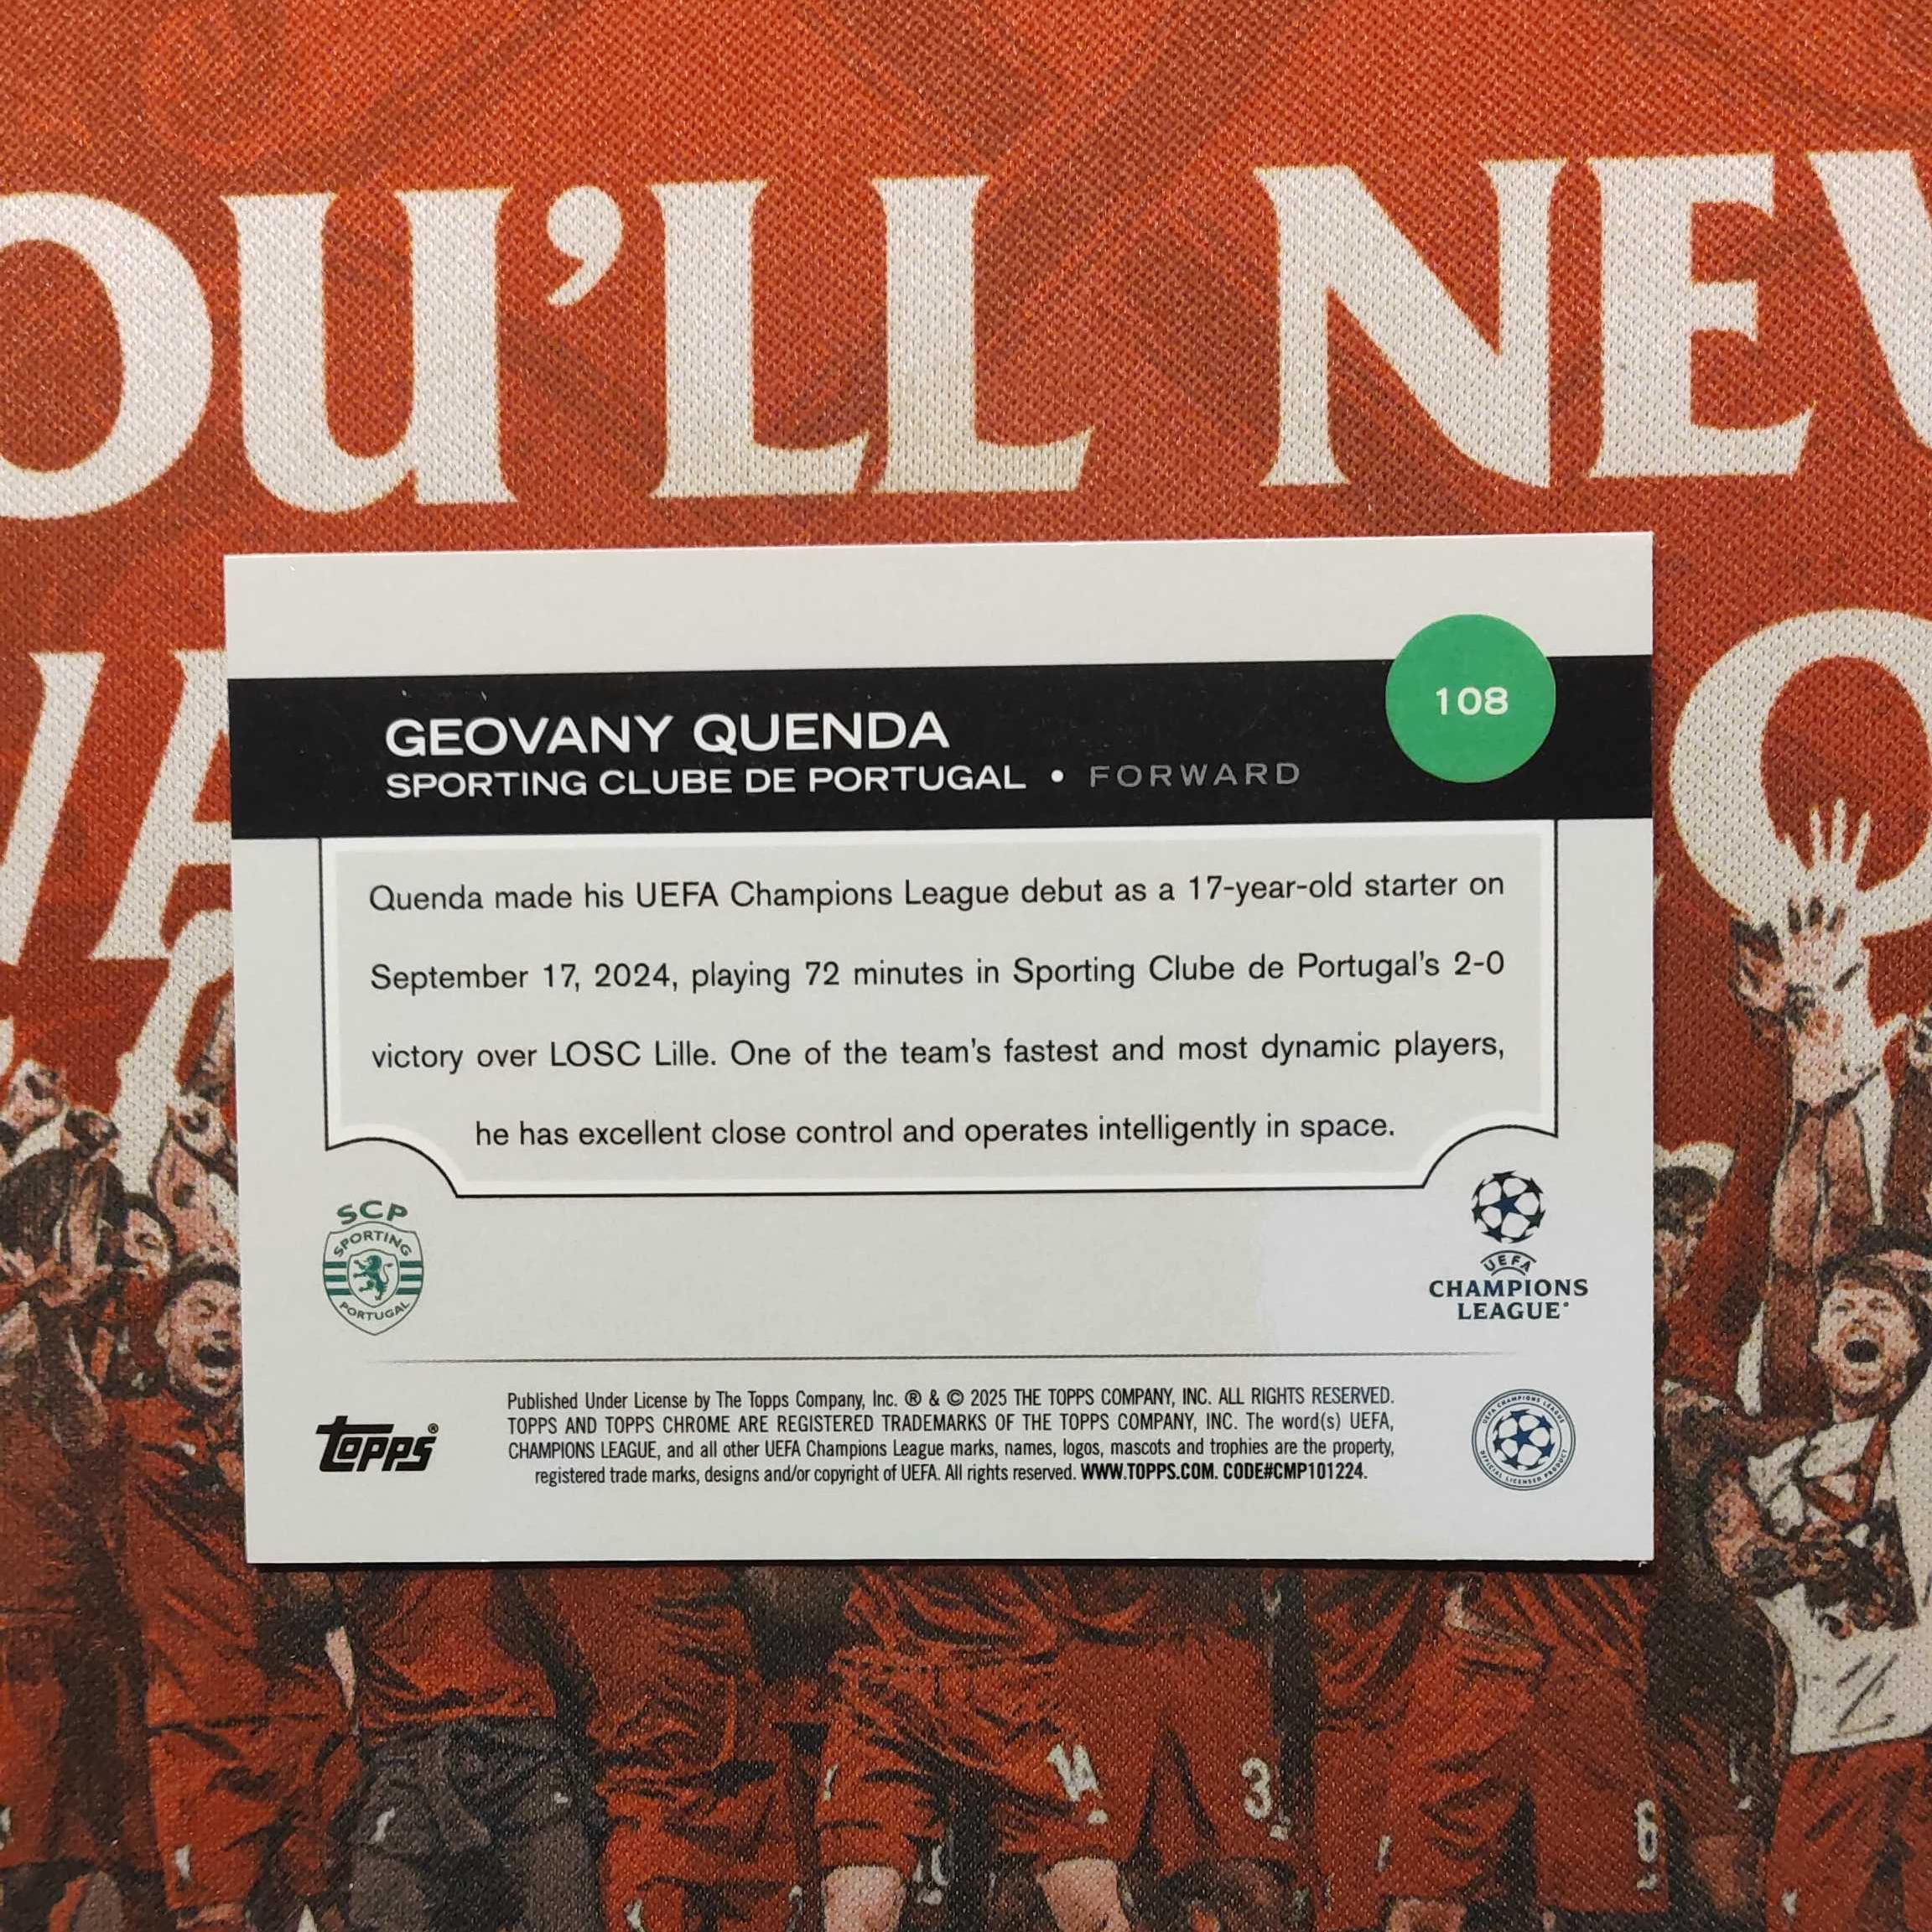 OU'LL NEV
GEOVANY QUENDA
SPORTING CLUBE DE PORTUGAL • FORWARD
108
Quenda made his UEFA Champions League debut as a 17-year-old starter on
September 17, 2024, playing 72 minutes in Sporting Clube de Portugal's 2-0
victory over LOSC Lille. One of the team's fastest and most dynamic players,
he has excellent close control and operates intelligently in space.
SCP
SPORTING
PORTUGAL
UEFA
CHAMPIONS
LEAGUE®
topps®
Published Under License by The Topps Company, Inc. ® & © 2025 THE TOPPS COMPANY, INC. ALL RIGHTS RESERVED.
TOPPS AND TOPPS CHROME ARE REGISTERED TRADEMARKS OF THE TOPPS COMPANY, INC. The word(s) UEFA,
CHAMPIONS LEAGUE, and all other UEFA Champions League marks, names, logos, mascots and trophies are the property,
registered trade marks, designs and/or copyright of UEFA. All rights reserved. WWW.TOPPS.COM. CODE#CMP101224.
UEFA CHAMPIONS LEAGUE
OFFICIAL LICENSED PRODUCT
14
3
6